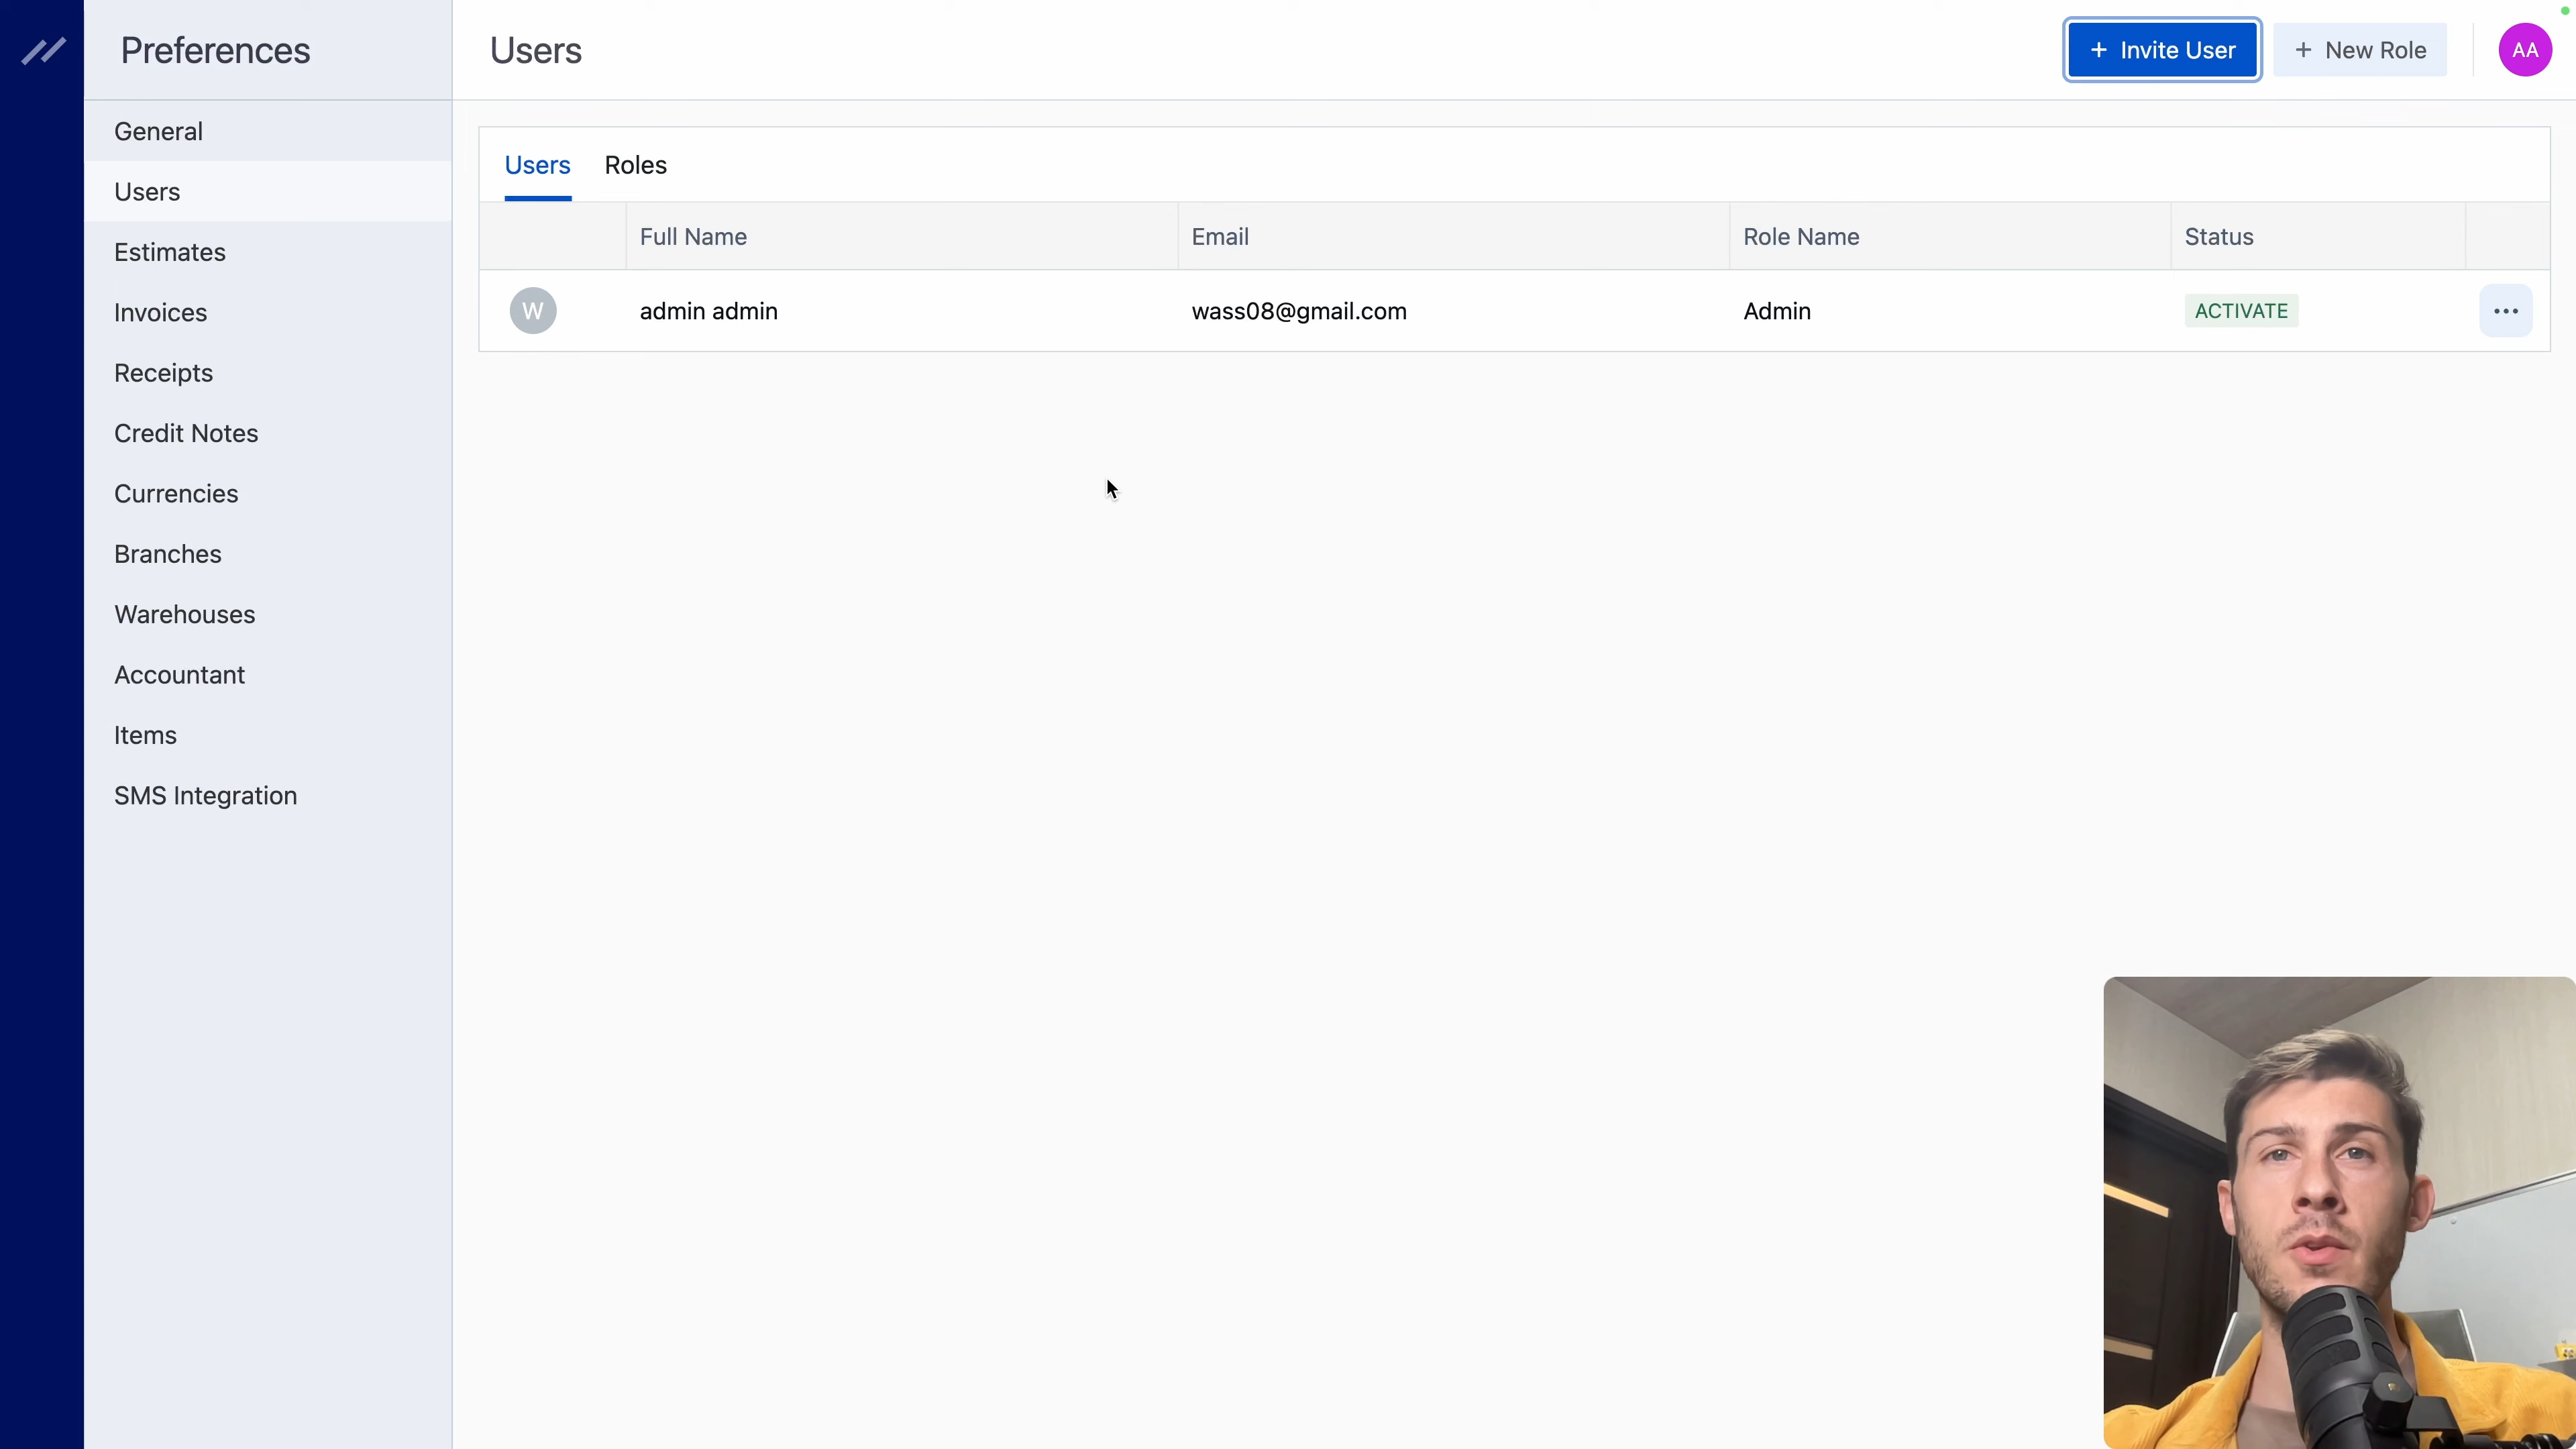 Preferences
Users
+ Invite User
+ New Role
AA
General
Users
Estimates
Invoices
Receipts
Credit Notes
Currencies
Branches
Warehouses
Accountant
Items
SMS Integration
Users Roles
Full Name Email Role Name Status
W admin admin wass08@gmail.com Admin ACTIVATE